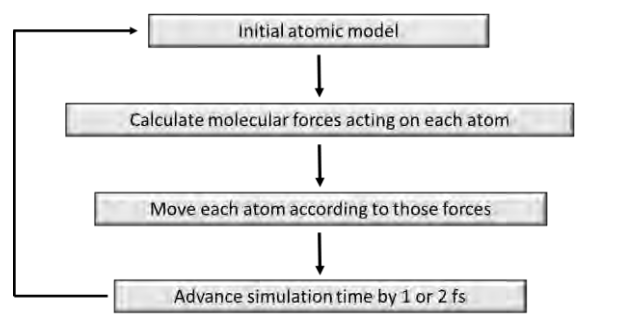 Initial atomic model
Calculate molecular forces acting on each atom
Move each atom according to those forces
Advance simulation time by 1 or 2 fs